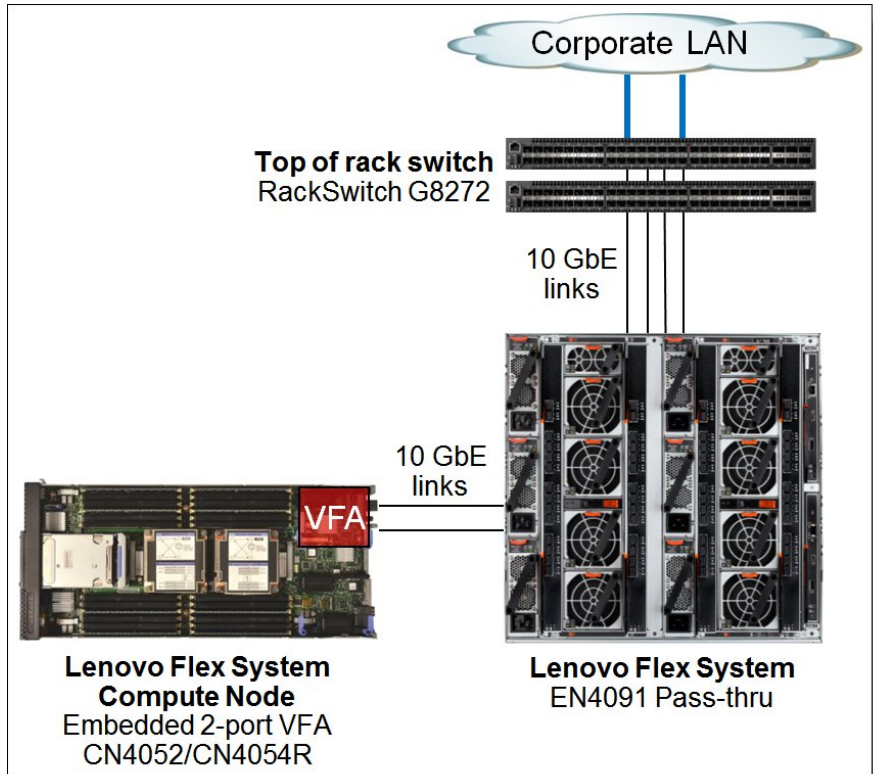 Corporate LAN
Top of rack switch
RackSwitch G8272
10 GbE
links
10 GbE
links
VFA
Lenovo Flex System
Compute Node
Embedded 2-port VFA
CN4052/CN4054R
Lenovo Flex System
EN4091 Pass-thru